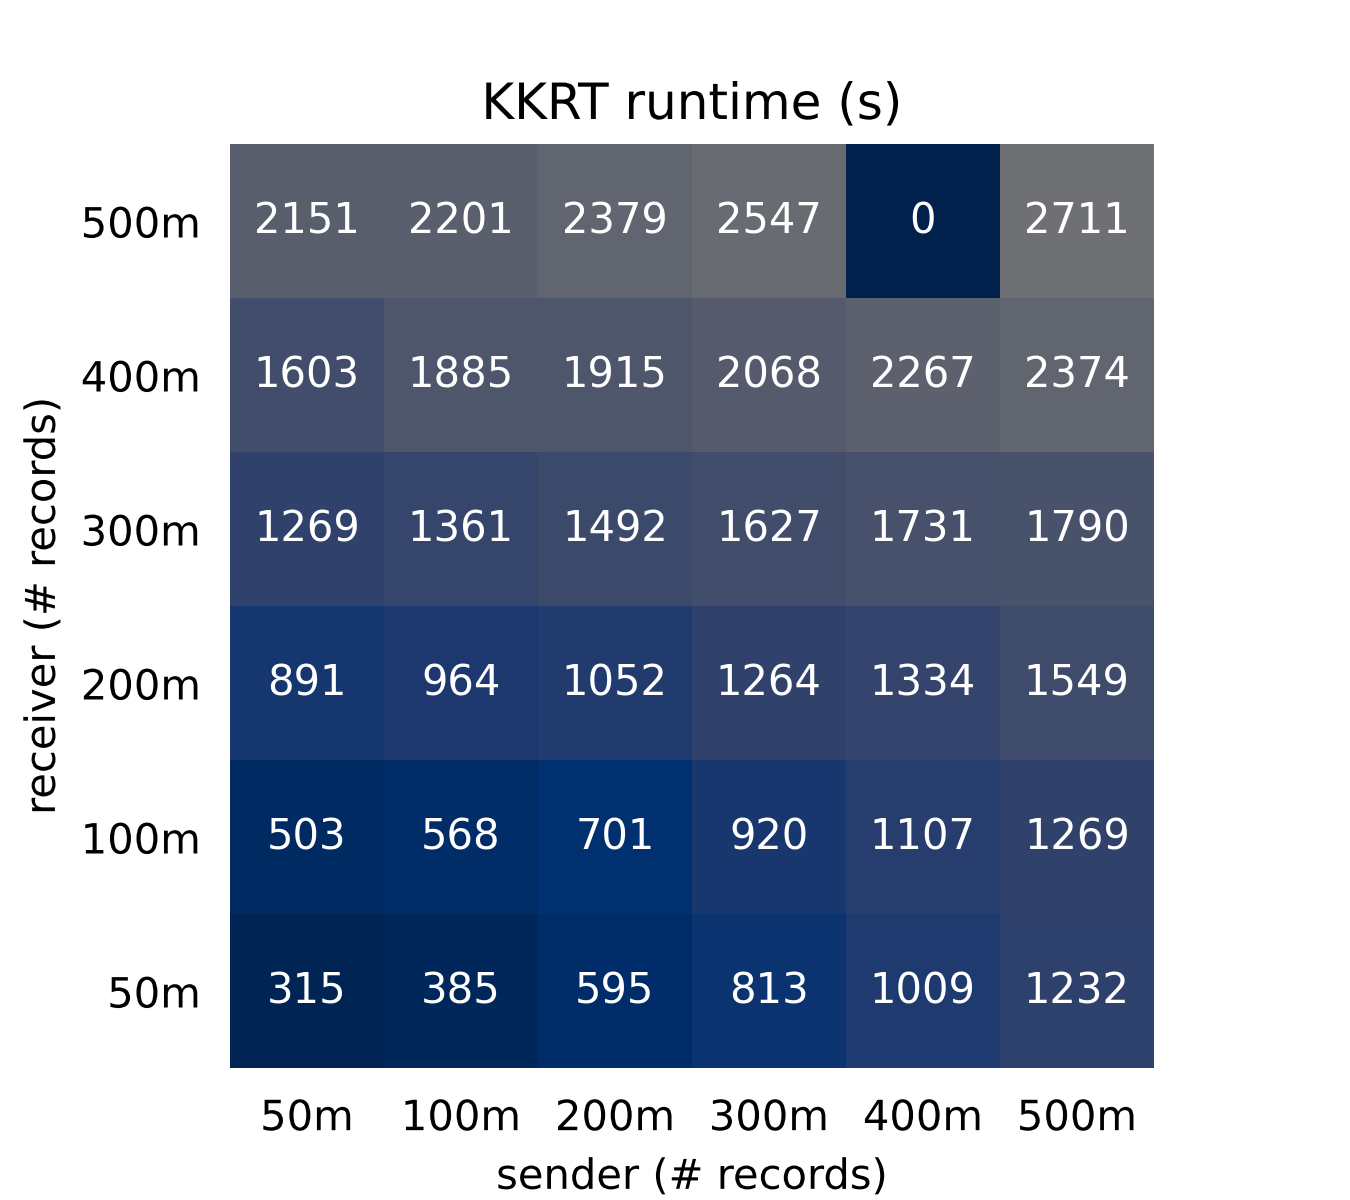 KKRT runtime (s)
500m 2151 2201 2379 2547 0 2711
400m 1603 1885 1915 2068 2267 2374
300m 1269 1361 1492 1627 1731 1790
200m 891 964 1052 1264 1334 1549
100m 503 568 701 920 1107 1269
50m 315 385 595 813 1009 1232
50m 100m 200m 300m 400m 500m
sender (# records)
receiver (# records)